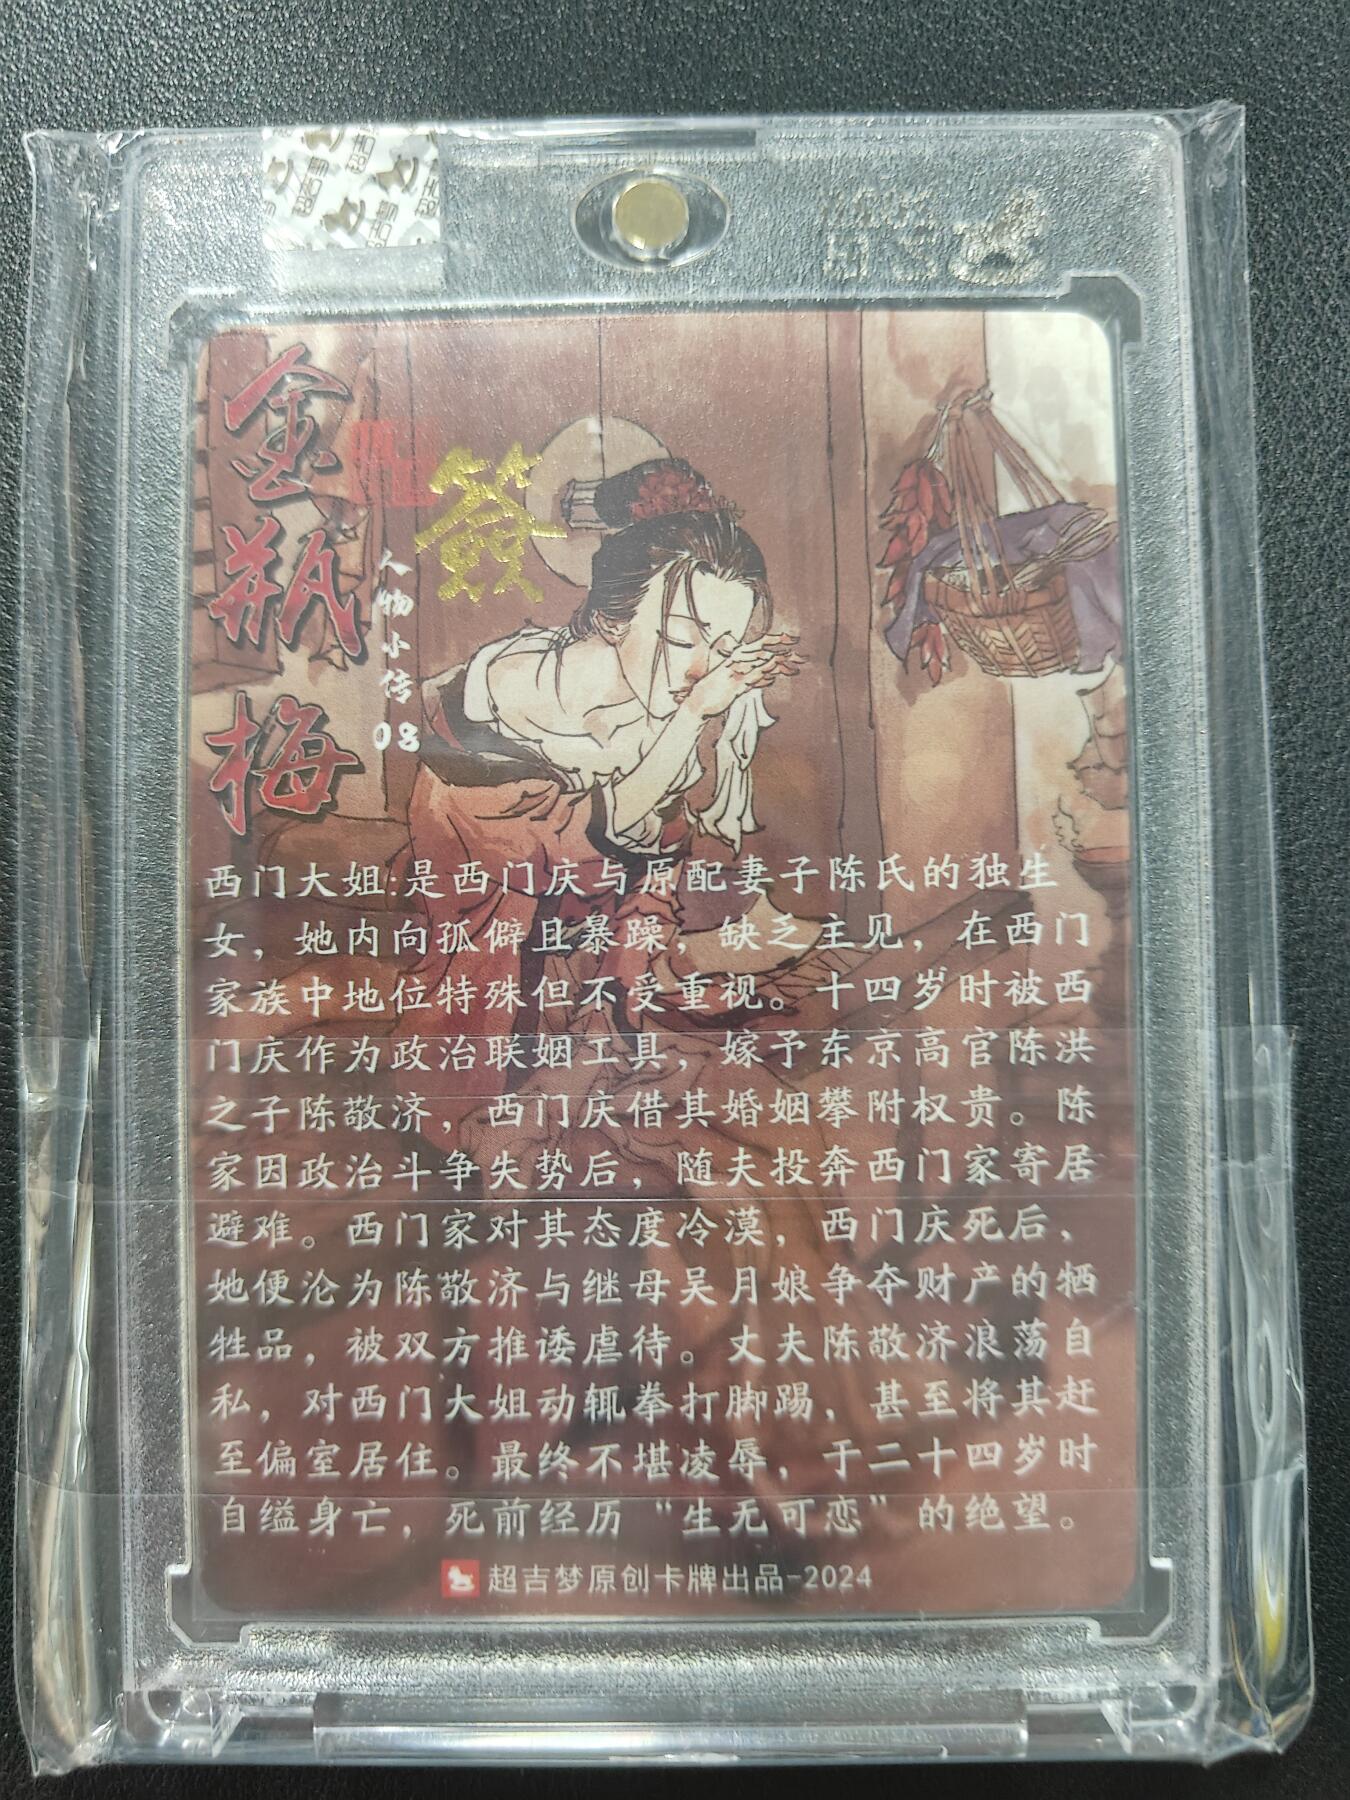 金瓶梅
簽
人物小传
08
西门大姐·是西门庆与原配妻子陈氏的独生
女，她内向孤僻且暴躁，缺乏主见，在西门
家族中地位特殊但不受重视。十四岁时被西
门庆作为政治联姻工具，嫁予东京高官陈洪
之子陈敬济，西门庆借其婚姻攀附权贵。陈
家因政治斗争失势后，随夫投奔西门家寄居
避难。西门家对其态度冷漠，西门庆死后，
她便沦为陈敬济与继母吴月娘争夺财产的牺
牲品，被双方推诿虐待。丈夫陈敬济浪荡自
私，对西门大姐动辄拳打脚踢，甚至将其赶
至偏室居住。最终不堪凌辱，于二十四岁时
自缢身亡，死前经历“生无可恋”的绝望。
超吉梦原创卡牌出品-2024